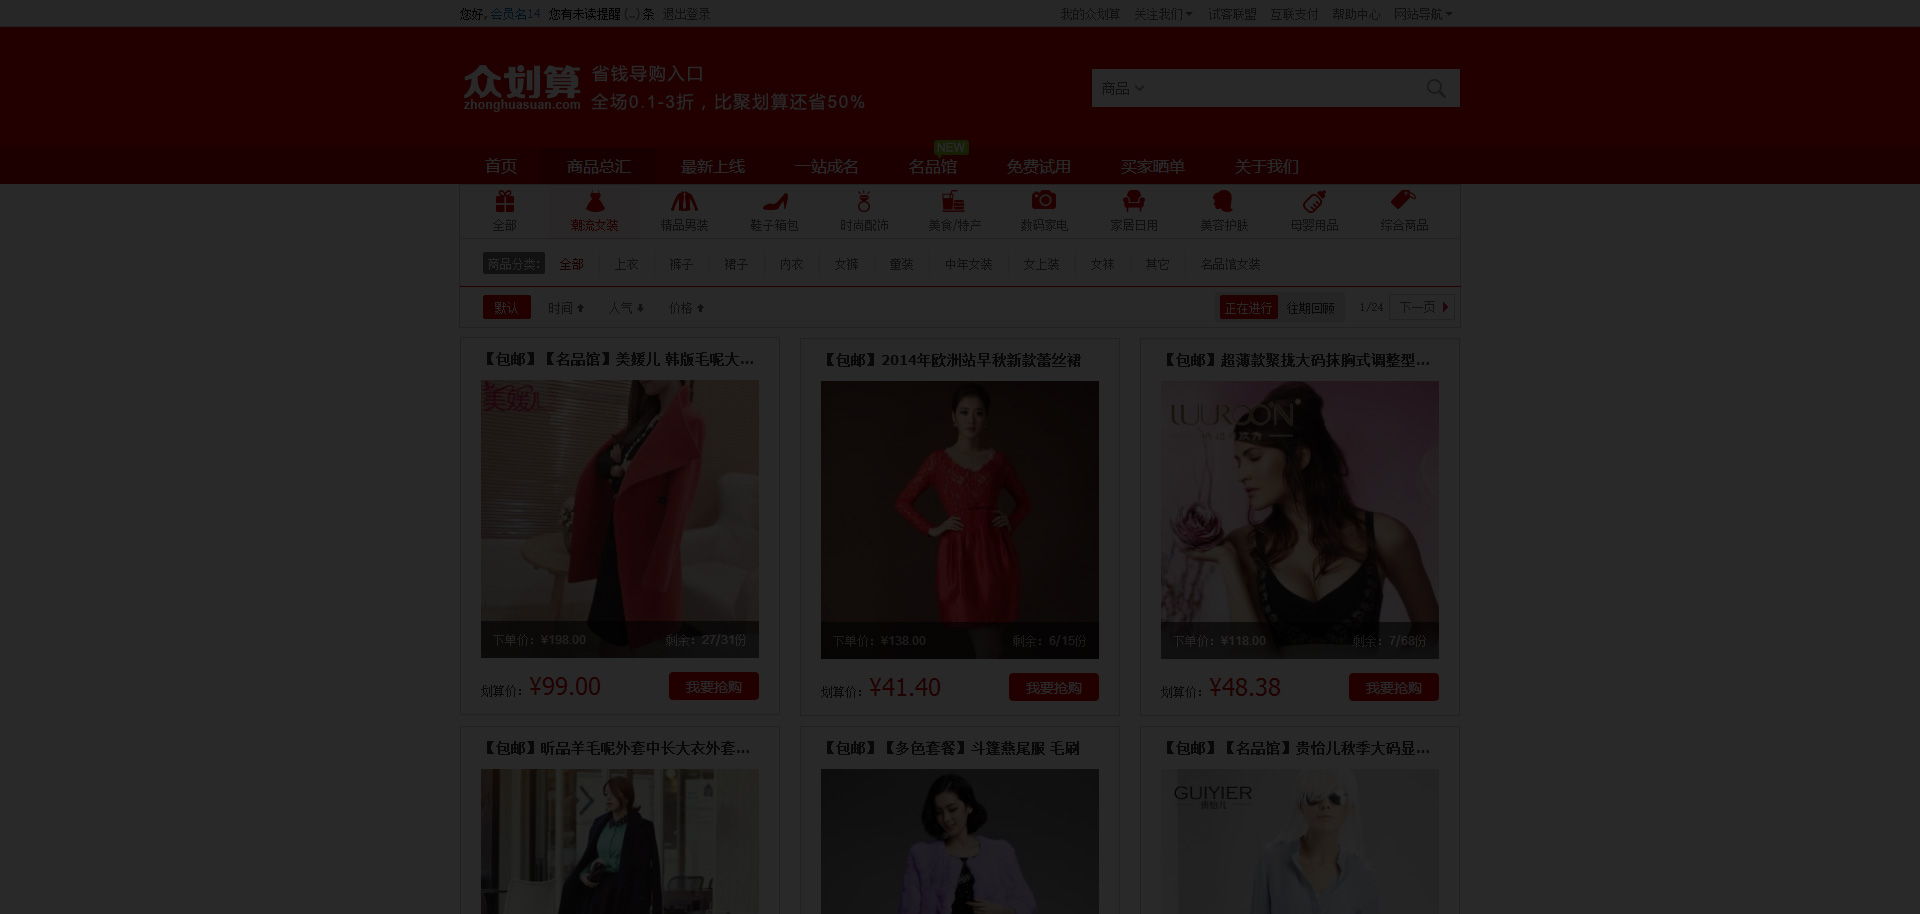 您好, 会员名14 您有未读提醒(..)条 退出登录
我的众划算 关注我们 试客联盟 互联支付 帮助中心 网站导航
众划算 省钱导购入口
zhonghuasuan.com 全场0.1-3折，比聚划算还省50%
商品
NEW
首页 商品总汇 最新上线 一站成名 名品馆 免费试用 买家晒单 关于我们
全部 潮流女装 精品男装 鞋子箱包 时尚配饰 美食/特产 数码家电 家居日用 美容护肤 母婴用品 综合商品
商品分类: 全部 上衣 裤子 裙子 内衣 女裤 童装 中年女装 女上装 女袜 其它 名品馆女装
默认 时间 人气 价格 正在进行 往期回顾 1/24 下一页
【包邮】【名品馆】美媛儿 韩版毛呢大...
美媛儿
下单价: ¥198.00 剩余: 27/31份
划算价: ¥99.00 我要抢购
【包邮】2014年欧洲站早秋新款蕾丝裙
下单价: ¥138.00 剩余: 6/15份
划算价: ¥41.40 我要抢购
【包邮】超薄款聚拢大码抹胸式调整型...
下单价: ¥118.00 剩余: 7/68份
划算价: ¥48.38 我要抢购
【包邮】昕品羊毛呢外套中长大衣外套...
【包邮】【多色套餐】斗篷燕尾服 毛刷
【包邮】【名品馆】贵怡儿秋季大码显...
GUIYIER
贵怡儿